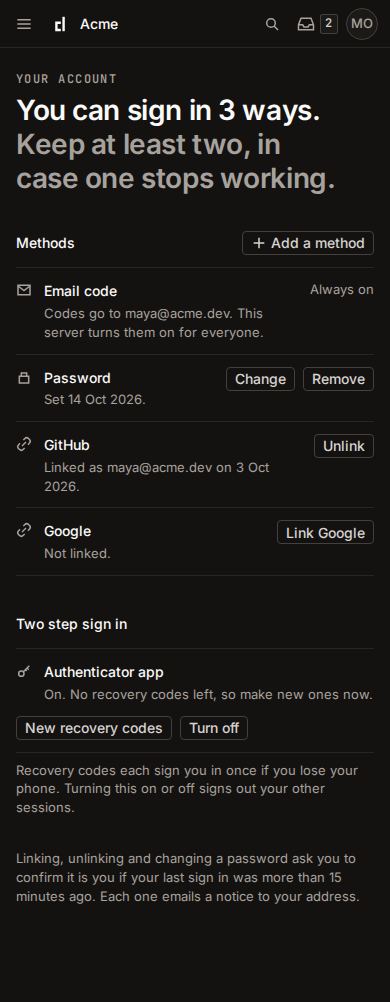 Acme
2
MO
YOUR ACCOUNT
You can sign in 3 ways.
Keep at least two, in
case one stops working.
Methods
Add a method
Email code
Always on
Codes go to maya@acme.dev. This
server turns them on for everyone.
Password
Change
Remove
Set 14 Oct 2026.
GitHub
Unlink
Linked as maya@acme.dev on 3 Oct
2026.
Google
Link Google
Not linked.
Two step sign in
Authenticator app
On. No recovery codes left, so make new ones now.
New recovery codes
Turn off
Recovery codes each sign you in once if you lose your
phone. Turning this on or off signs out your other
sessions.
Linking, unlinking and changing a password ask you to
confirm it is you if your last sign in was more than 15
minutes ago. Each one emails a notice to your address.